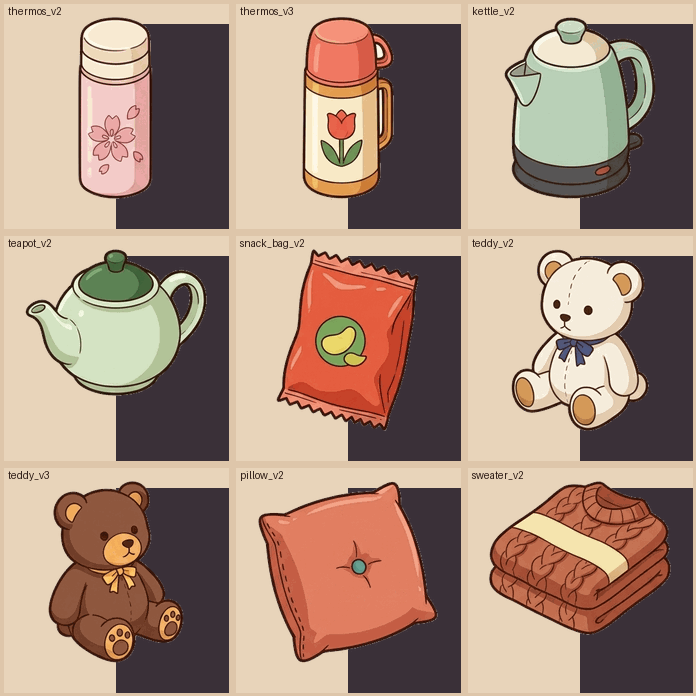 thermos_v2
thermos_v3
kettle_v2
teapot_v2
snack_bag_v2
teddy_v2
teddy_v3
pillow_v2
sweater_v2